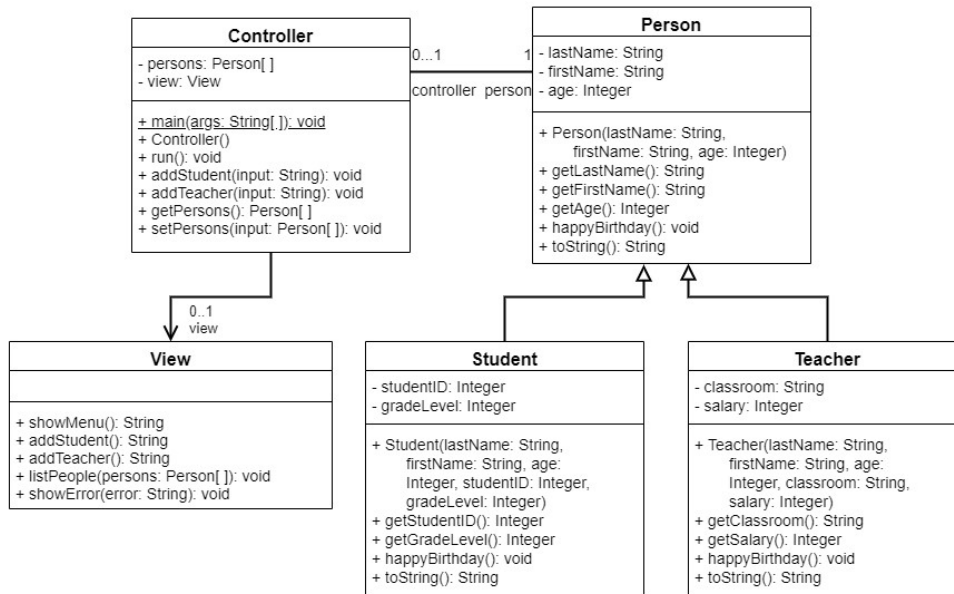 Controller
- persons: Person[ ]
- view: View
+ main(args: String[ ]): void
+ Controller()
+ run(): void
+ addStudent(input: String): void
+ addTeacher(input: String): void
+ getPersons(): Person[ ]
+ setPersons(input: Person[ ]): void
0...1
1
controller person
Person
- lastName: String
- firstName: String
- age: Integer
+ Person(lastName: String,
firstName: String, age: Integer)
+ getLastName(): String
+ getFirstName(): String
+ getAge(): Integer
+ happyBirthday(): void
+ toString(): String
0..1
view
View
+ showMenu(): String
+ addStudent(): String
+ addTeacher(): String
+ listPeople(persons: Person[ ]): void
+ showError(error: String): void
Student
- studentID: Integer
- gradeLevel: Integer
+ Student(lastName: String,
firstName: String, age:
Integer, studentID: Integer,
gradeLevel: Integer)
+ getStudentID(): Integer
+ getGradeLevel(): Integer
+ happyBirthday(): void
+ toString(): String
Teacher
- classroom: String
- salary: Integer
+ Teacher(lastName: String,
firstName: String, age:
Integer, classroom: String,
salary: Integer)
+ getClassroom(): String
+ getSalary(): Integer
+ happyBirthday(): void
+ toString(): String